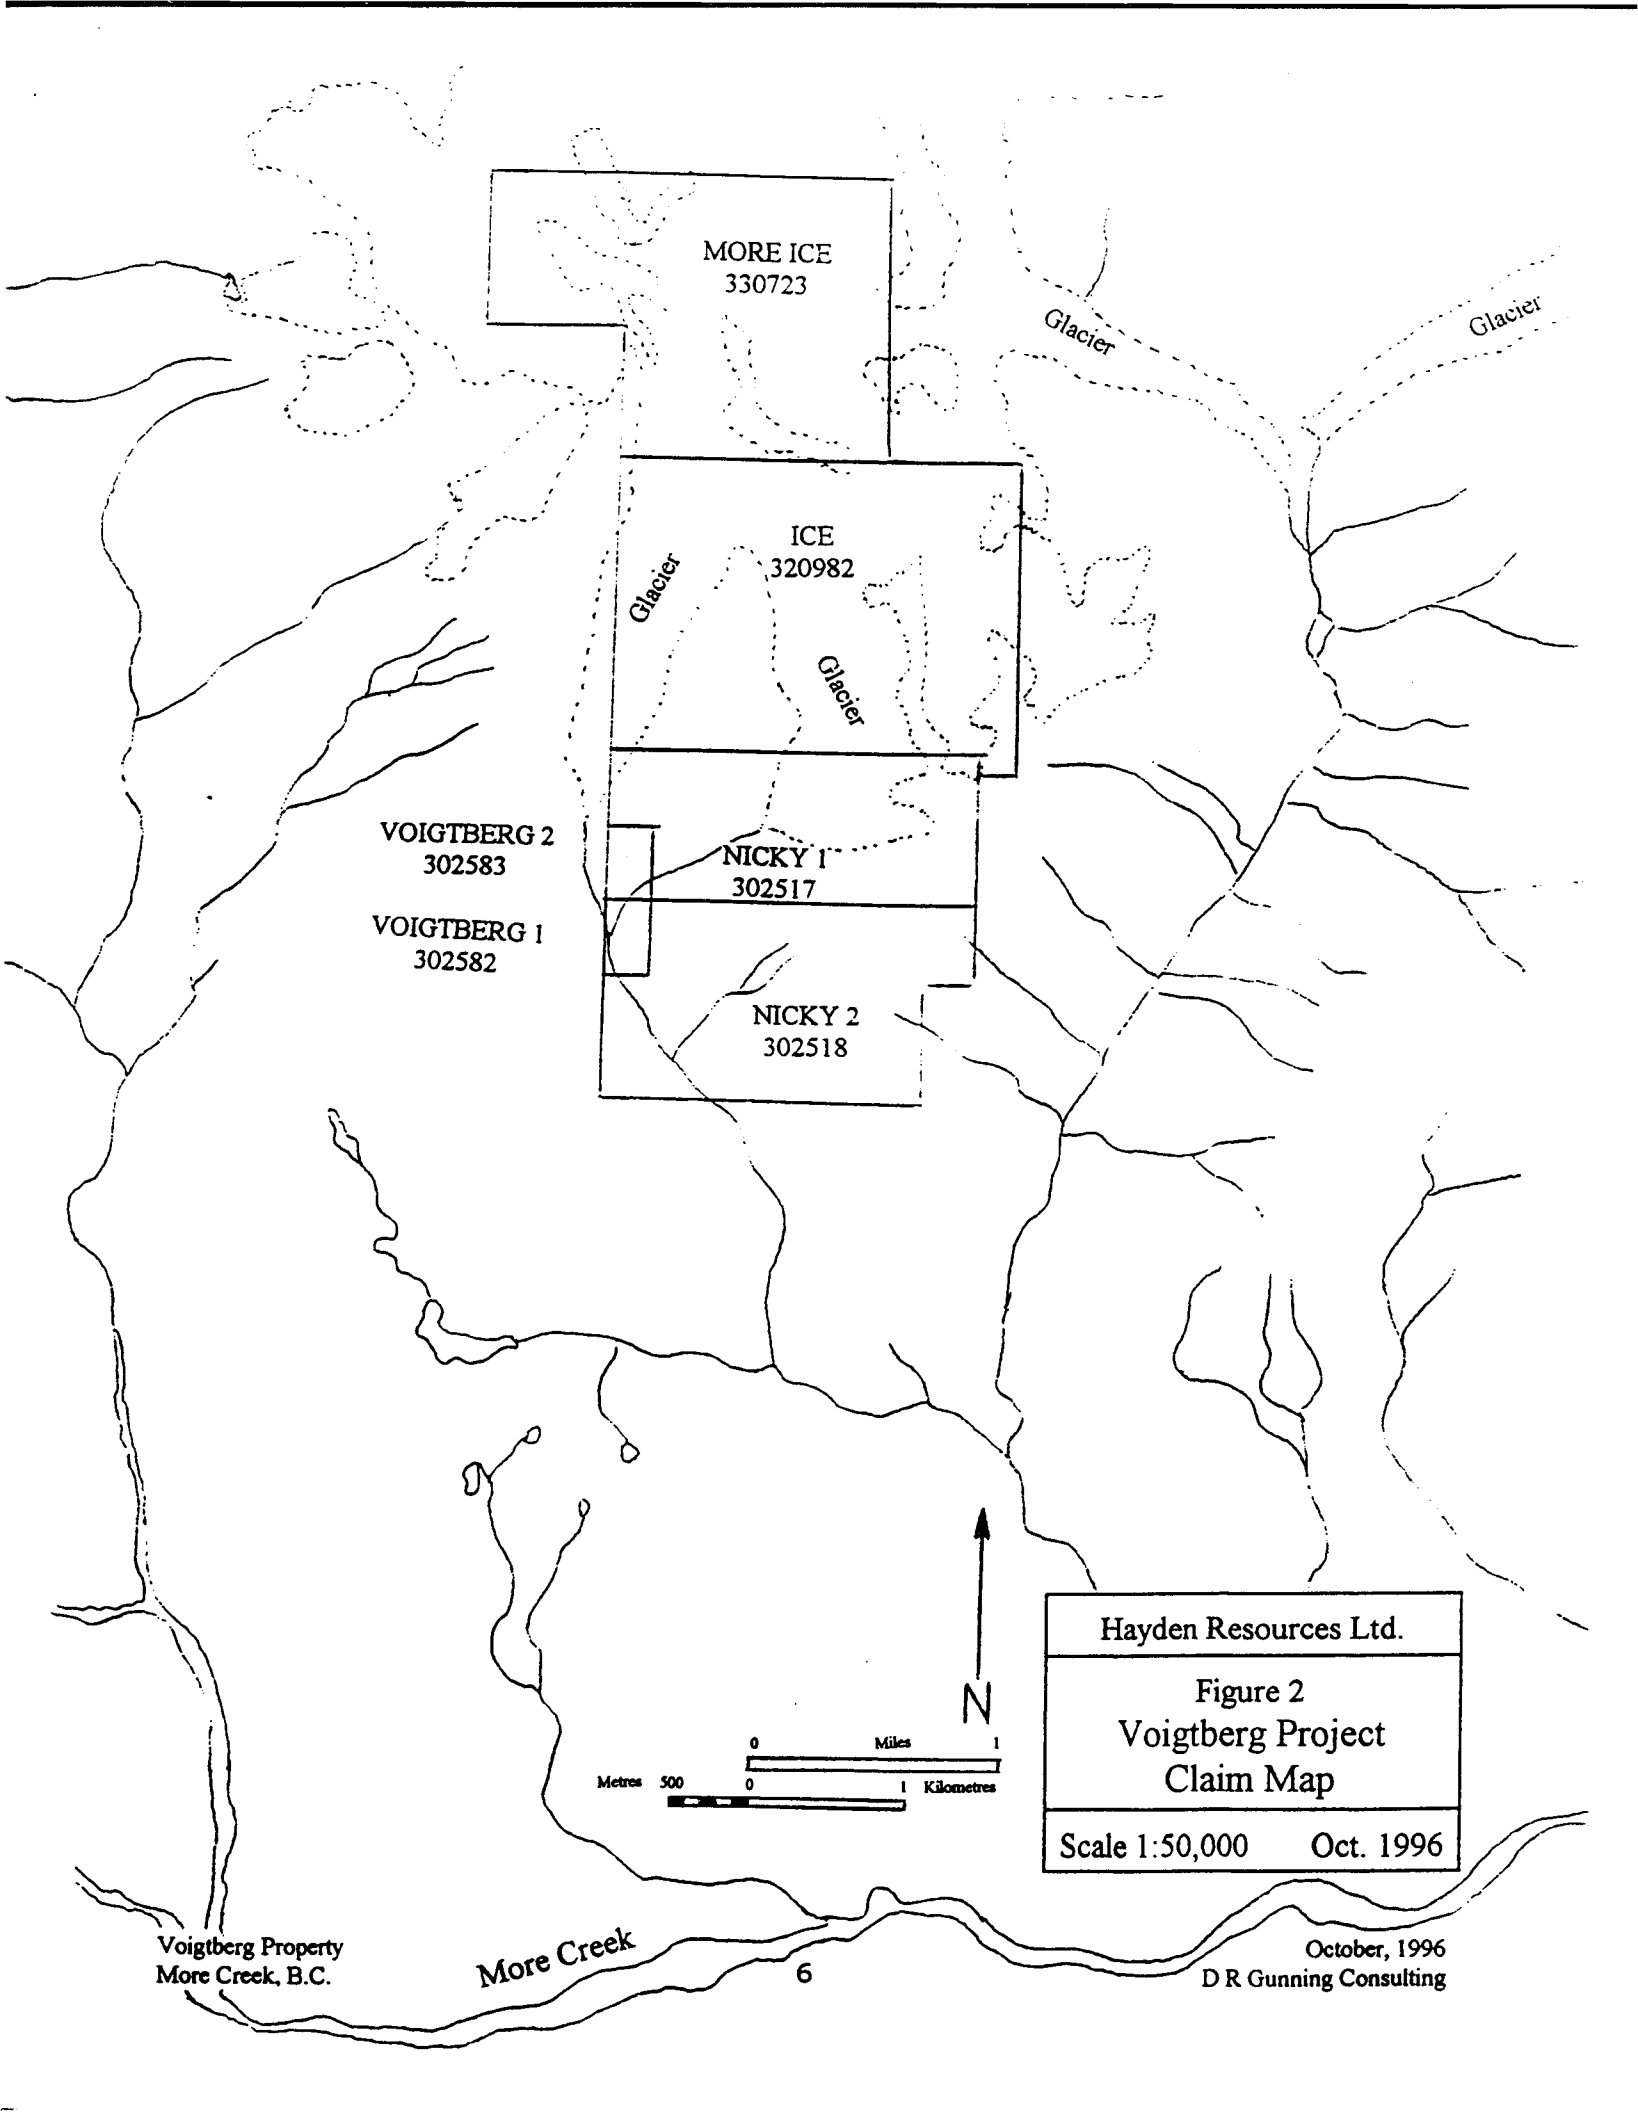 MORE ICE
330723
Glacier
Glacier
ICE
320982
Glacier
Glacier
VOIGTBERG 2
302583
NICKY 1
302517
VOIGTBERG 1
302582
NICKY 2
302518
N
Hayden Resources Ltd.
Figure 2
Voigtberg Project
Claim Map
Scale 1:50,000 Oct. 1996
0 Miles 1
Metres 500 0 1 Kilometres
Voigtberg Property
More Creek, B.C.
More Creek
6
October, 1996
D R Gunning Consulting